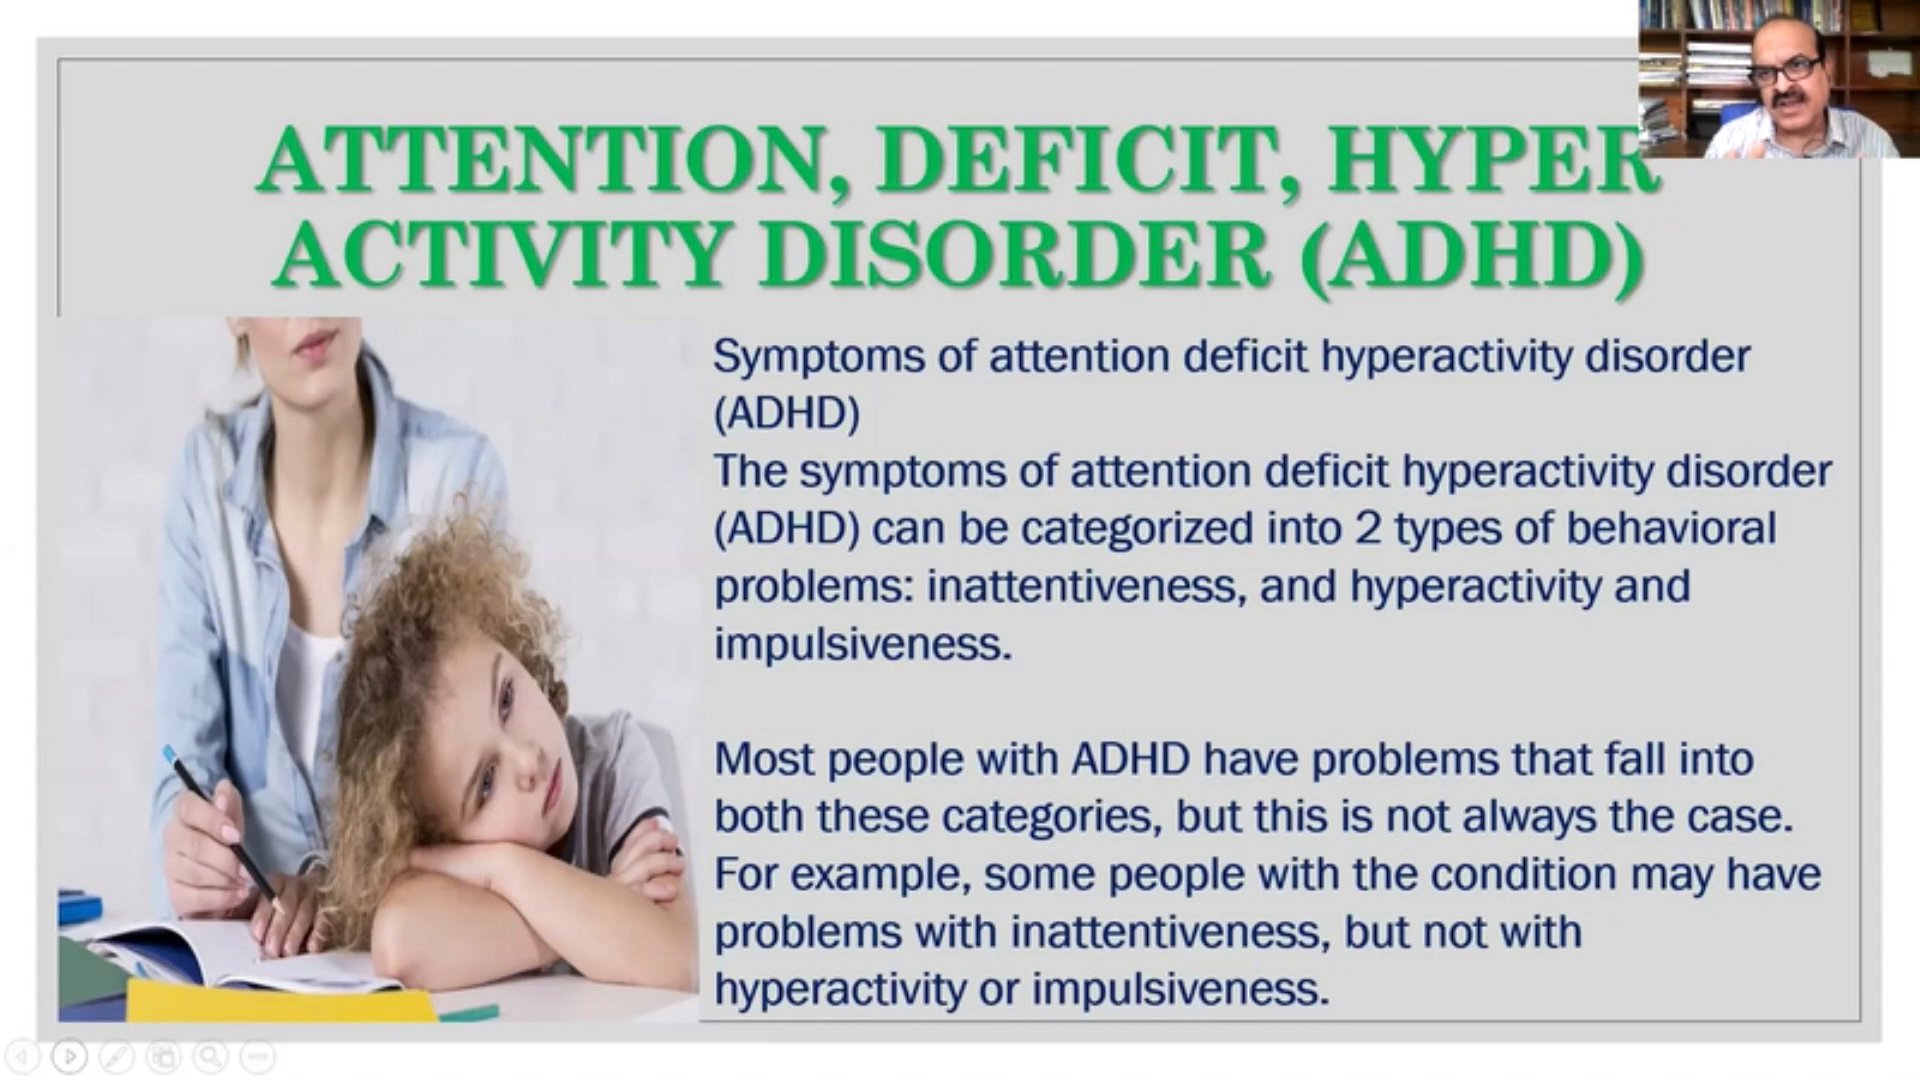 ATTENTION, DEFICIT, HYPER
ACTIVITY DISORDER (ADHD)
Symptoms of attention deficit hyperactivity disorder
(ADHD)
The symptoms of attention deficit hyperactivity disorder
(ADHD) can be categorized into 2 types of behavioral
problems: inattentiveness, and hyperactivity and
impulsiveness.
Most people with ADHD have problems that fall into
both these categories, but this is not always the case.
For example, some people with the condition may have
problems with inattentiveness, but not with
hyperactivity or impulsiveness.